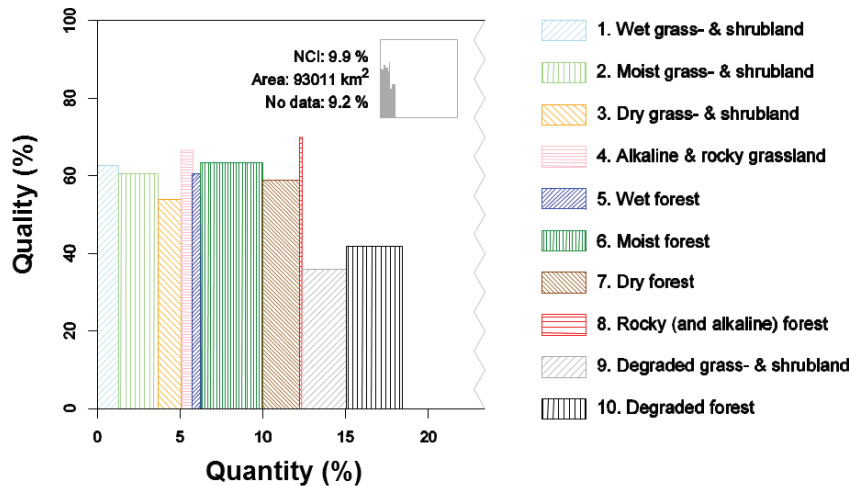 NCI: 9.9 %
Area: 93011 km²
No data: 9.2 %
Quality (%)
100
80
60
40
20
0
0 5 10 15 20
Quantity (%)
1. Wet grass- & shrubland
2. Moist grass- & shrubland
3. Dry grass- & shrubland
4. Alkaline & rocky grassland
5. Wet forest
6. Moist forest
7. Dry forest
8. Rocky (and alkaline) forest
9. Degraded grass- & shrubland
10. Degraded forest